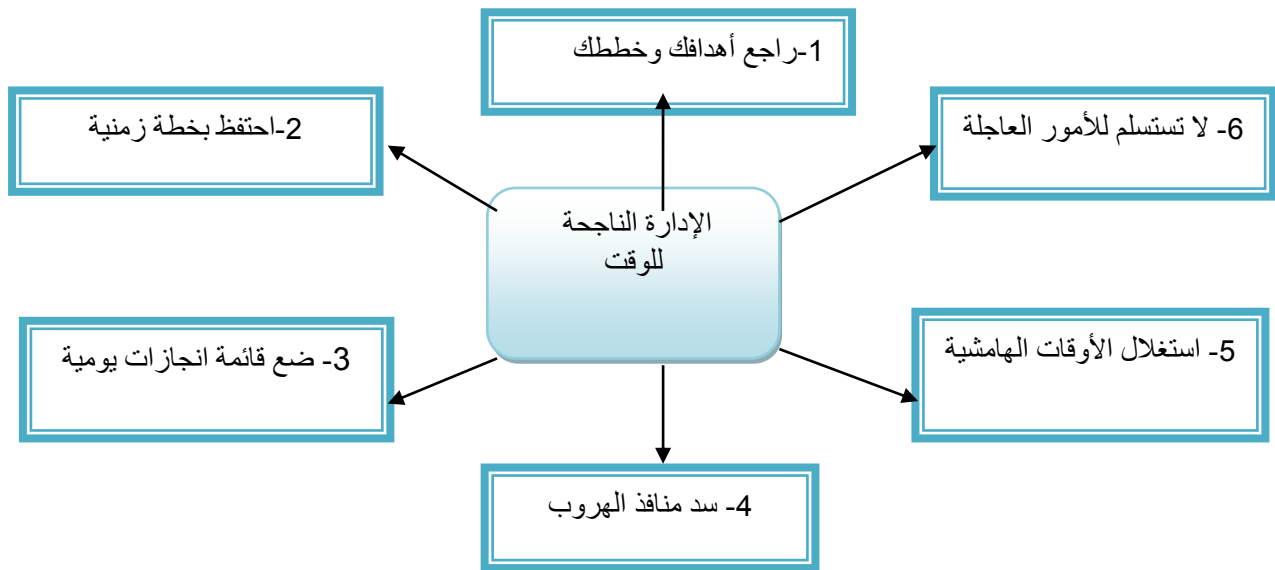 1-راجع أهدافك وخططك
2-احتفظ بخطة زمنية
6- لا تستسلم للأمور العاجلة
الإدارة الناجحة
للوقت
3- ضع قائمة انجازات يومية
5- استغلال الأوقات الهامشية
4- سد منافذ الهروب